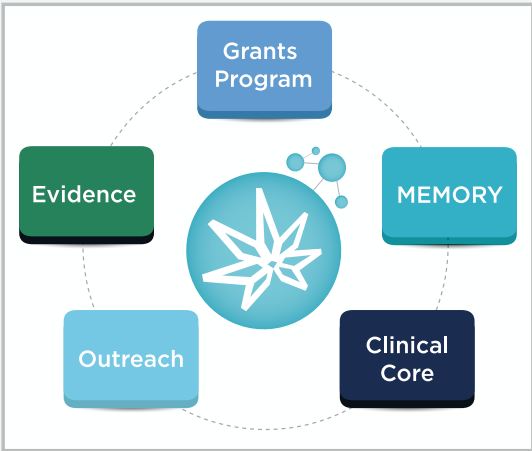 Grants
Program
Evidence
MEMORY
Outreach
Clinical
Core